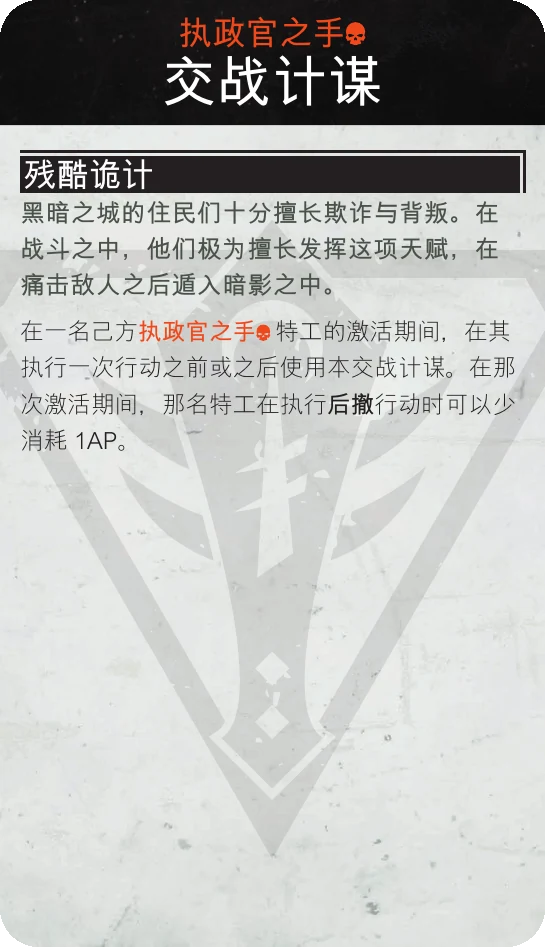 执政官之手
交战计谋
残酷诡计
黑暗之城的住民们十分擅长欺诈与背叛。在
战斗之中，他们极为擅长发挥这项天赋，在
痛击敌人之后遁入暗影之中。
在一名己方执政官之手特工的激活期间，在其
执行一次行动之前或之后使用本交战计谋。在那
次激活期间，那名特工在执行后撤行动时可以少
消耗 1AP。